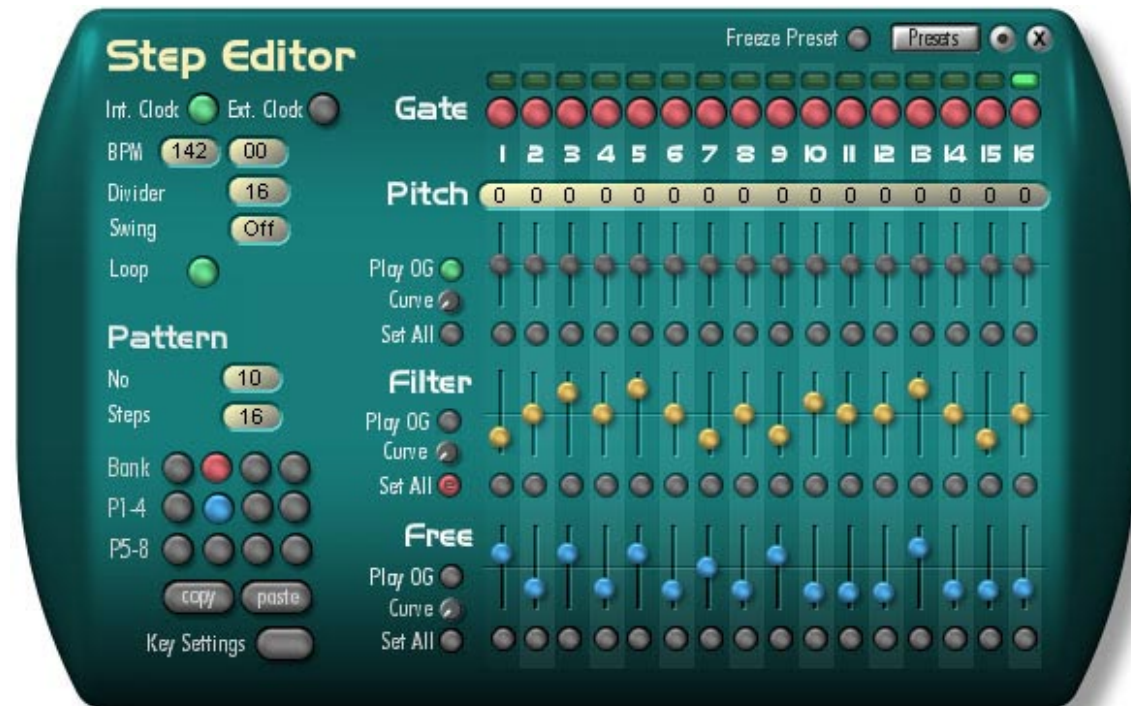 Step Editor
Freeze Preset Presets X
Int. Clock Ext. Clock
Gate
BPM 142 00
1 2 3 4 5 6 7 8 9 10 11 12 13 14 15 16
Divider 16
Pitch 0 0 0 0 0 0 0 0 0 0 0 0 0 0 0 0
Swing Off
Loop
Play OG
Curve
Set All
Pattern
No 10
Steps 16
Filter
Play OG
Curve
Set All
Bank
P1-4
P5-8
Free
Play OG
Curve
Set All
copy paste
Key Settings